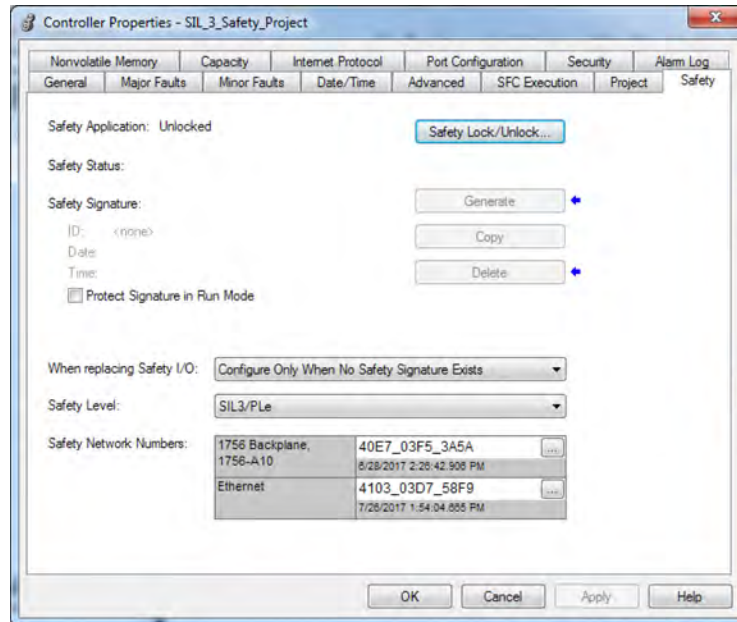 Controller Properties - SIL_3_Safety_Project
Nonvolatile Memory Capacity Internet Protocol Port Configuration Security Alarm Log
General Major Faults Minor Faults Date/Time Advanced SFC Execution Project Safety
Safety Application: Unlocked
Safety Lock/Unlock...
Safety Status:
Safety Signature:
Generate
ID: <none>
Copy
Date:
Time:
Delete
Protect Signature in Run Mode
When replacing Safety I/O: Configure Only When No Safety Signature Exists
Safety Level: SIL3/PLe
Safety Network Numbers: 1756 Backplane, 40E7_03F5_3A5A ...
1756-A10 6/28/2017 2:26:42.906 PM
Ethernet 4103_03D7_58F9 ...
7/26/2017 1:54:04.665 PM
OK Cancel Apply Help